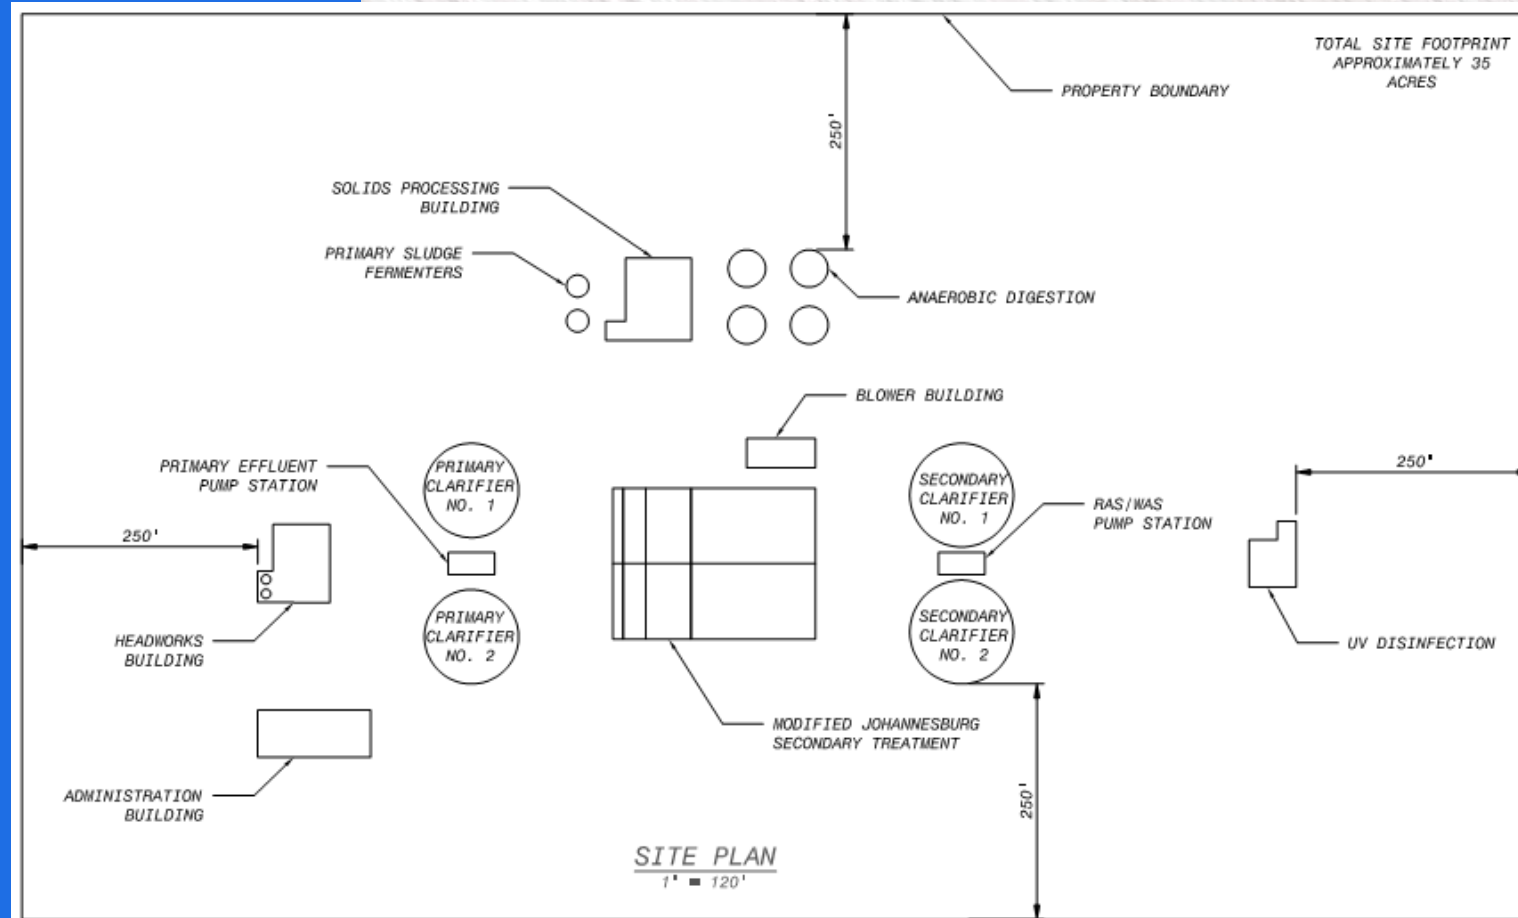 TOTAL SITE FOOTPRINT
APPROXIMATELY 35
ACRES
PROPERTY BOUNDARY
250'
SOLIDS PROCESSING
BUILDING
PRIMARY SLUDGE
FERMENTERS
ANAEROBIC DIGESTION
BLOWER BUILDING
PRIMARY EFFLUENT
PUMP STATION
PRIMARY
CLARIFIER
NO. 1
SECONDARY
CLARIFIER
NO. 1
250'
RAS/WAS
PUMP STATION
250'
HEADWORKS
BUILDING
PRIMARY
CLARIFIER
NO. 2
SECONDARY
CLARIFIER
NO. 2
UV DISINFECTION
MODIFIED JOHANNESBURG
SECONDARY TREATMENT
ADMINISTRATION
BUILDING
250'
SITE PLAN
1" = 120'